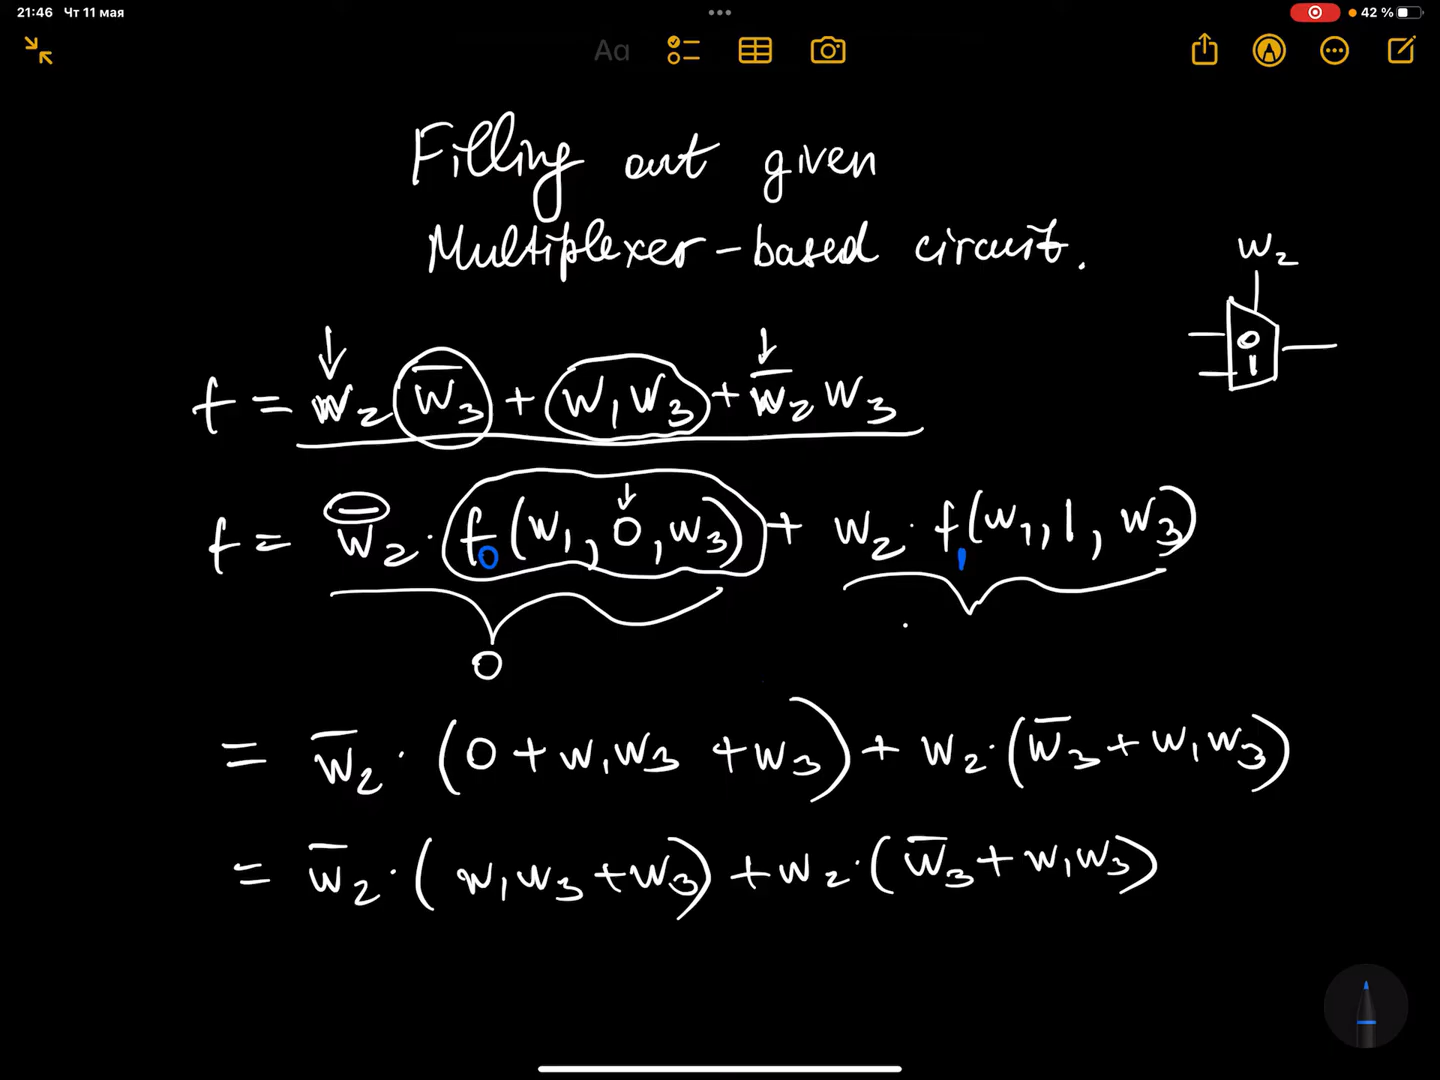 21:46 Чт 11 мая 42 %
Aa
Filling out given
Multiplexer-based circuit.
w₂
0
1
f = w₂ w̅₃ + w₁w₃ + w̅₂ w₃
f = w̅₂ · f₀(w₁, 0, w₃) + w₂ · f₁(w₁, 1, w₃)
0
= w̅₂ · (0 + w₁w₃ + w₃) + w₂ · (w̅₃ + w₁w₃)
= w̅₂ · (w₁w₃ + w₃) + w₂ · (w̅₃ + w₁w₃)